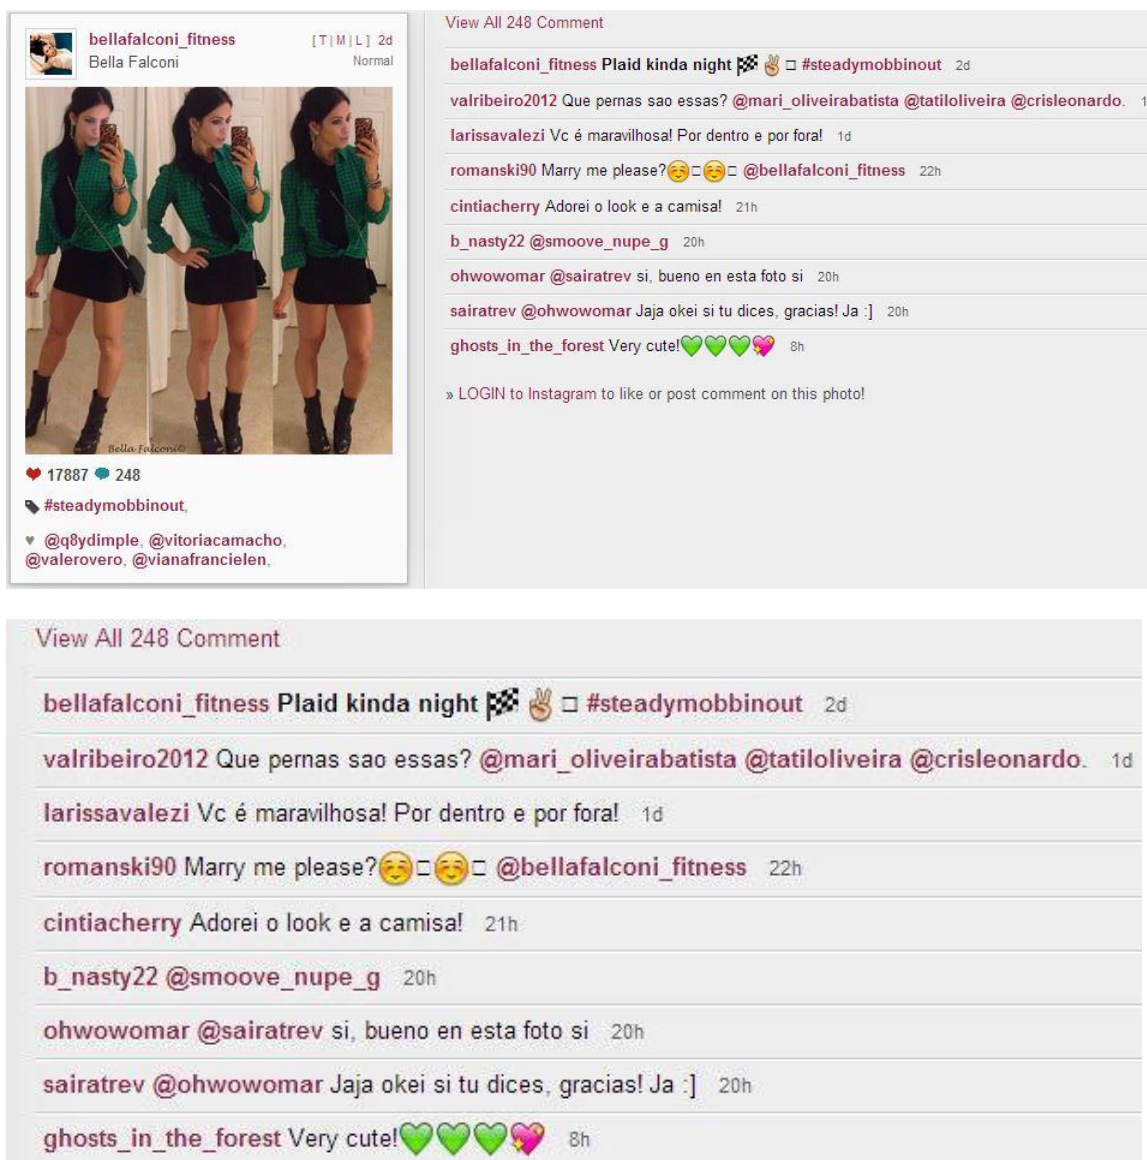 bellafalconi_fitness [ T | M | L ] 2d
Bella Falconi Normal
Bella Falconi©
17887 248
#steadymobbinout,
♥ @q8ydimple, @vitoriacamacho,
@valerovero, @vianafrancielen,
View All 248 Comment
bellafalconi_fitness Plaid kinda night 🏁 ✌ □ #steadymobbinout 2d
valribeiro2012 Que pernas sao essas? @mari_oliveirabatista @tatiloliveira @crisleonardo. 1
larissavalezi Vc é maravilhosa! Por dentro e por fora! 1d
romanski90 Marry me please?☺️□☺️□ @bellafalconi_fitness 22h
cintiacherry Adorei o look e a camisa! 21h
b_nasty22 @smoove_nupe_g 20h
ohwowomar @sairatrev si, bueno en esta foto si 20h
sairatrev @ohwowomar Jaja okei si tu dices, gracias! Ja :] 20h
ghosts_in_the_forest Very cute!💚💚💚💖 8h
» LOGIN to Instagram to like or post comment on this photo!
View All 248 Comment
bellafalconi_fitness Plaid kinda night 🏁 ✌ □ #steadymobbinout 2d
valribeiro2012 Que pernas sao essas? @mari_oliveirabatista @tatiloliveira @crisleonardo. 1d
larissavalezi Vc é maravilhosa! Por dentro e por fora! 1d
romanski90 Marry me please?☺️□☺️□ @bellafalconi_fitness 22h
cintiacherry Adorei o look e a camisa! 21h
b_nasty22 @smoove_nupe_g 20h
ohwowomar @sairatrev si, bueno en esta foto si 20h
sairatrev @ohwowomar Jaja okei si tu dices, gracias! Ja :] 20h
ghosts_in_the_forest Very cute!💚💚💚💖 8h